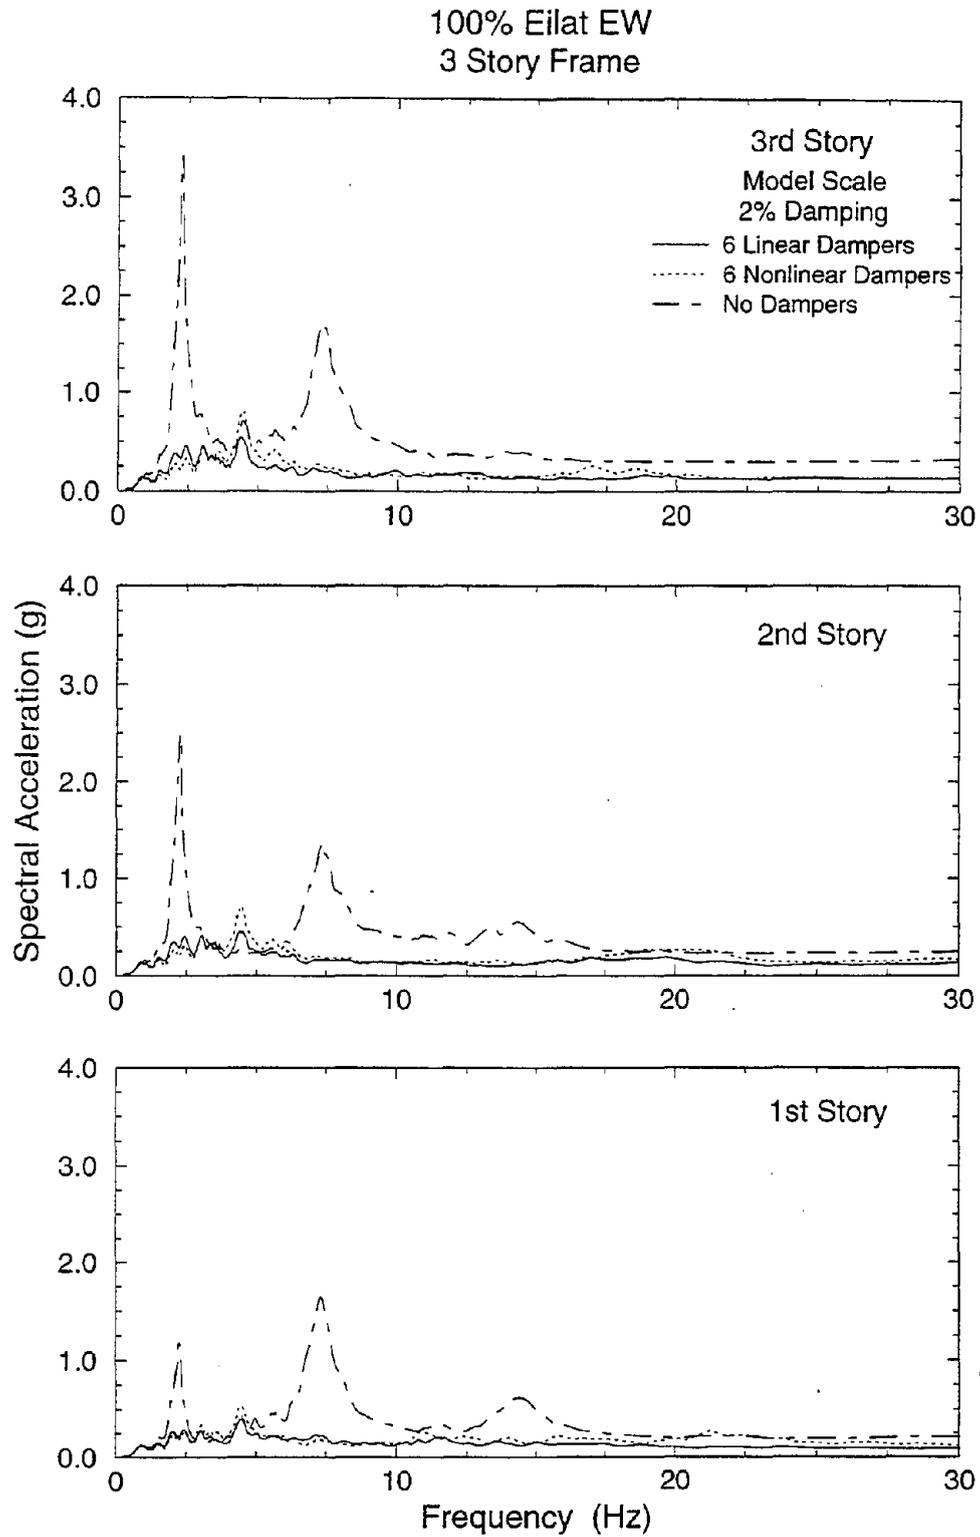 100% Eilat EW
3 Story Frame
4.0
3.0
2.0
1.0
0.0
0
10
20
30
3rd Story
Model Scale
2% Damping
6 Linear Dampers
6 Nonlinear Dampers
No Dampers
Spectral Acceleration (g)
4.0
3.0
2.0
1.0
0.0
0
10
20
30
2nd Story
4.0
3.0
2.0
1.0
0.0
0
10
20
30
1st Story
Frequency (Hz)